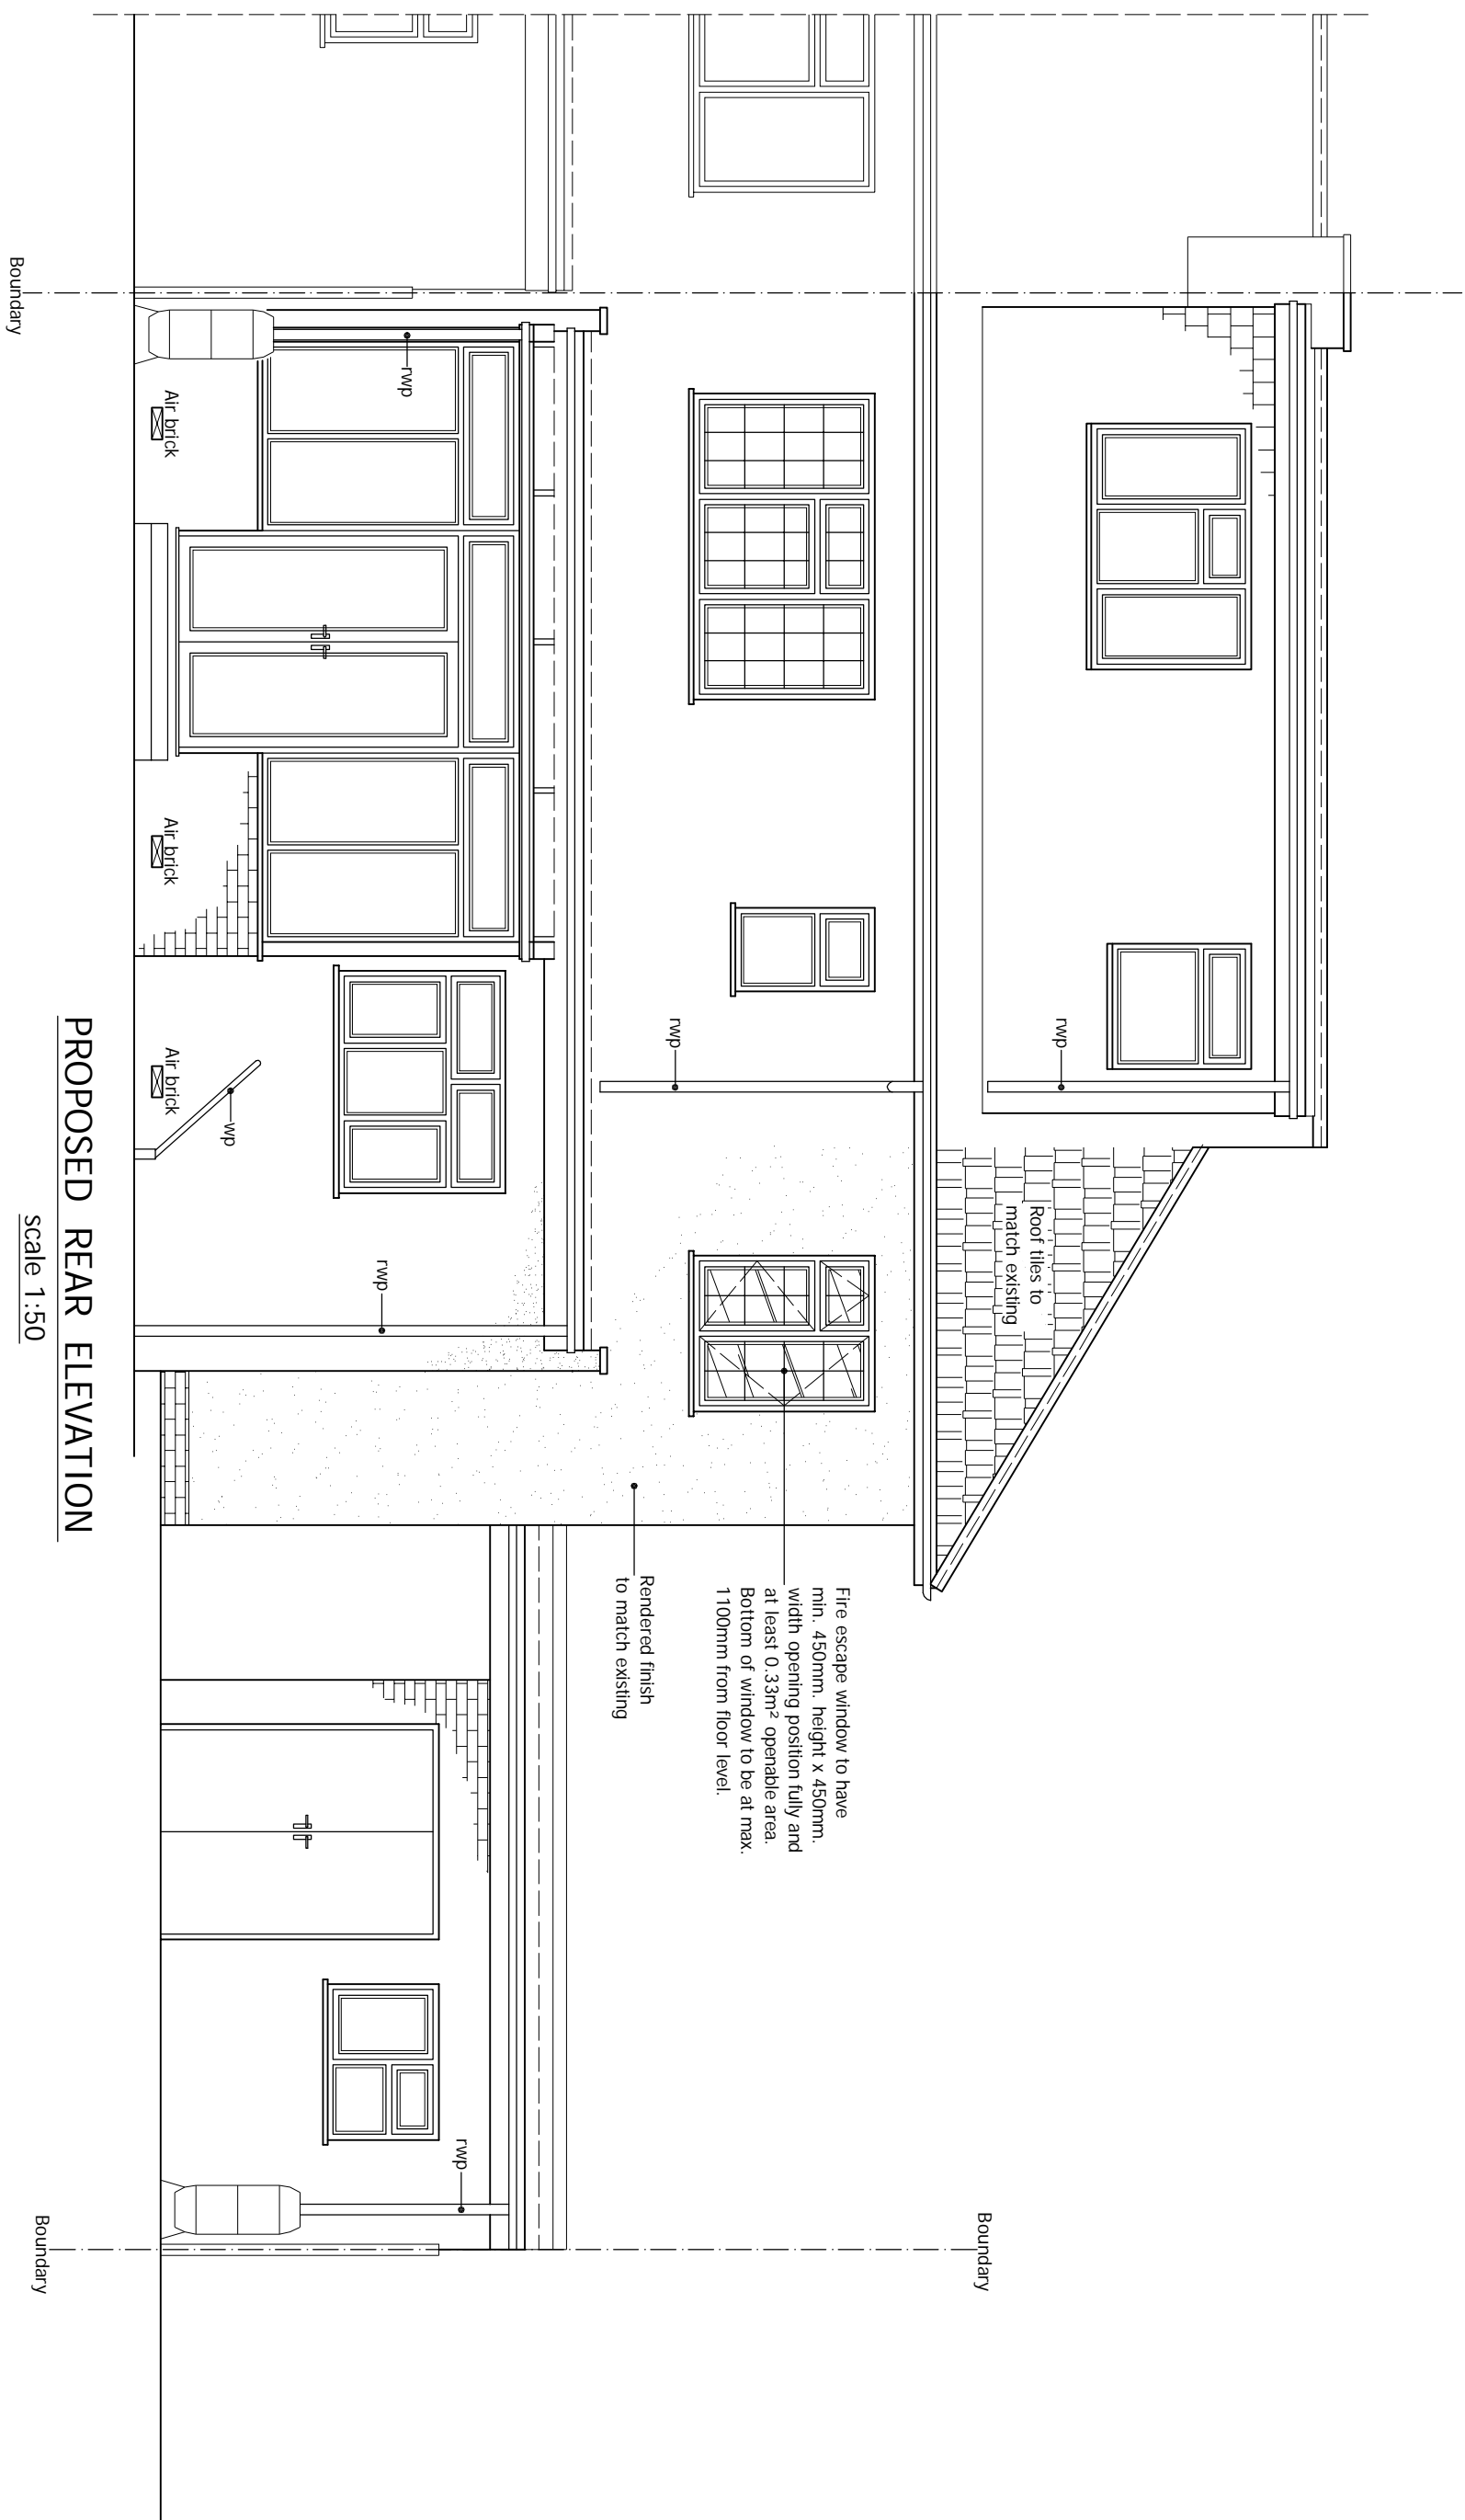 Boundary
rwp
Roof tiles to
match existing
Fire escape window to have
min. 450mm. height x 450mm.
width opening position fully and
at least 0.33m² openable area.
Bottom of window to be at max.
1100mm from floor level.
rwp
Rendered finish
to match existing
rwp
rwp
rwp
wp
Air brick
Air brick
Air brick
Boundary
Boundary
PROPOSED REAR ELEVATION
scale 1:50